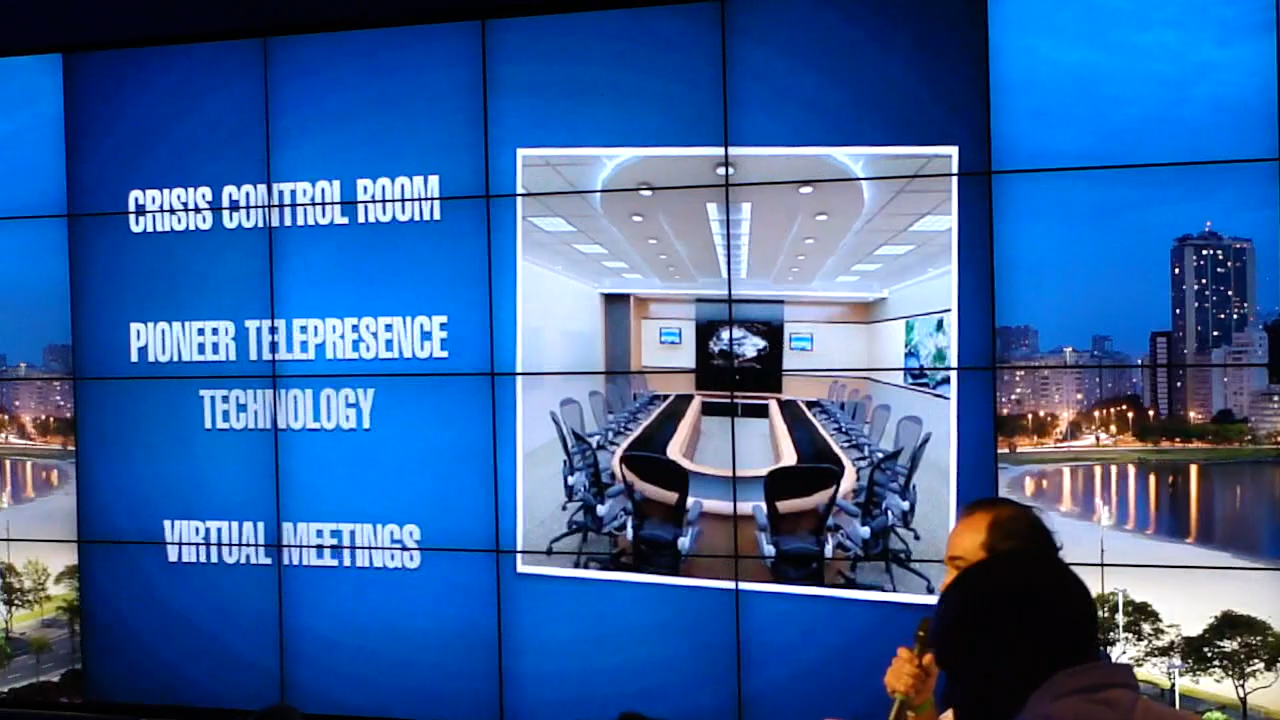 CRISIS CONTROL ROOM
PIONEER TELEPRESENCE
TECHNOLOGY
VIRTUAL MEETINGS